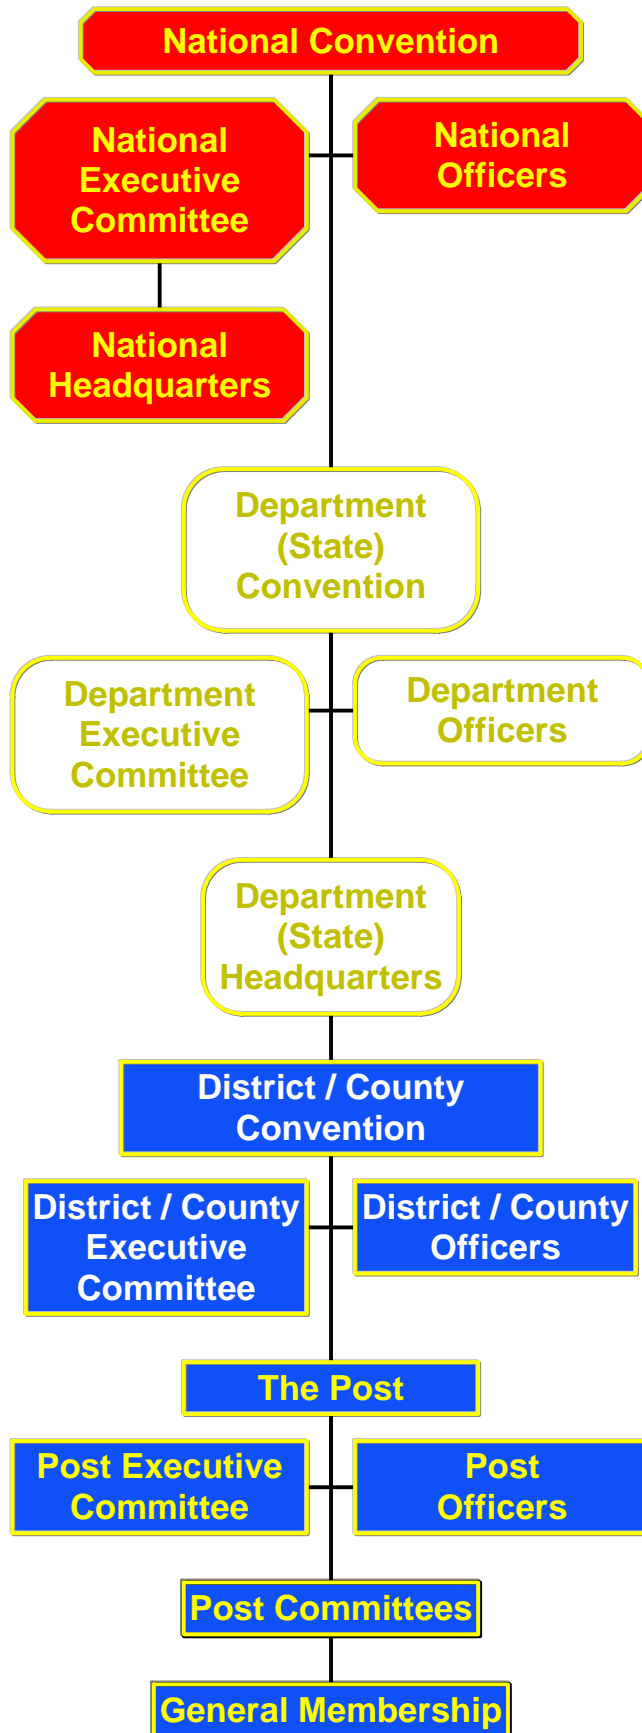 National Convention
National
Executive
Committee
National
Officers
National
Headquarters
Department
(State)
Convention
Department
Executive
Committee
Department
Officers
Department
(State)
Headquarters
District / County
Convention
District / County
Executive
Committee
District / County
Officers
The Post
Post Executive
Committee
Post
Officers
Post Committees
General Membership